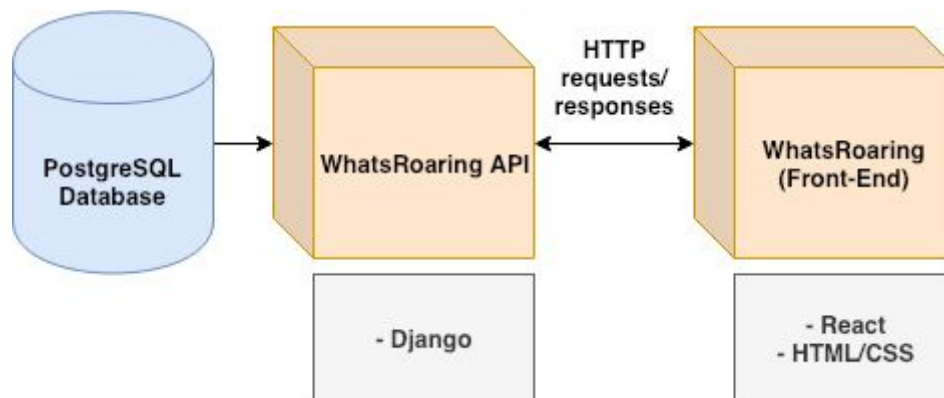 PostgreSQL
Database
WhatsRoaring API
HTTP
requests/
responses
WhatsRoaring
(Front-End)
- Django
- React
- HTML/CSS